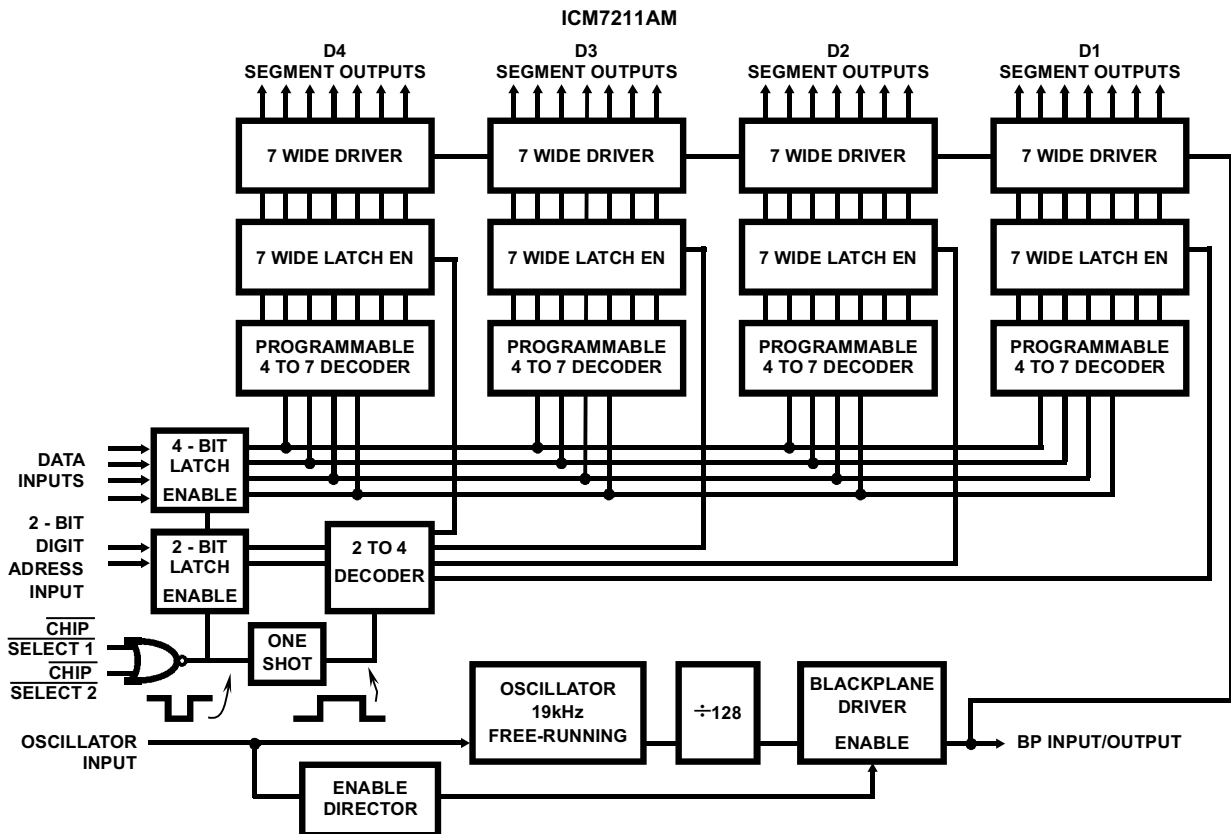 ICM7211AM
D4
SEGMENT OUTPUTS
D3
SEGMENT OUTPUTS
D2
SEGMENT OUTPUTS
D1
SEGMENT OUTPUTS
7 WIDE DRIVER
7 WIDE DRIVER
7 WIDE DRIVER
7 WIDE DRIVER
7 WIDE LATCH EN
7 WIDE LATCH EN
7 WIDE LATCH EN
7 WIDE LATCH EN
PROGRAMMABLE
4 TO 7 DECODER
PROGRAMMABLE
4 TO 7 DECODER
PROGRAMMABLE
4 TO 7 DECODER
PROGRAMMABLE
4 TO 7 DECODER
DATA
INPUTS
4 - BIT
LATCH
ENABLE
2 - BIT
DIGIT
ADRESS
INPUT
2 - BIT
LATCH
ENABLE
2 TO 4
DECODER
CHIP
SELECT 1
CHIP
SELECT 2
ONE
SHOT
OSCILLATOR
19kHz
FREE-RUNNING
÷128
BLACKPLANE
DRIVER
ENABLE
OSCILLATOR
INPUT
BP INPUT/OUTPUT
ENABLE
DIRECTOR